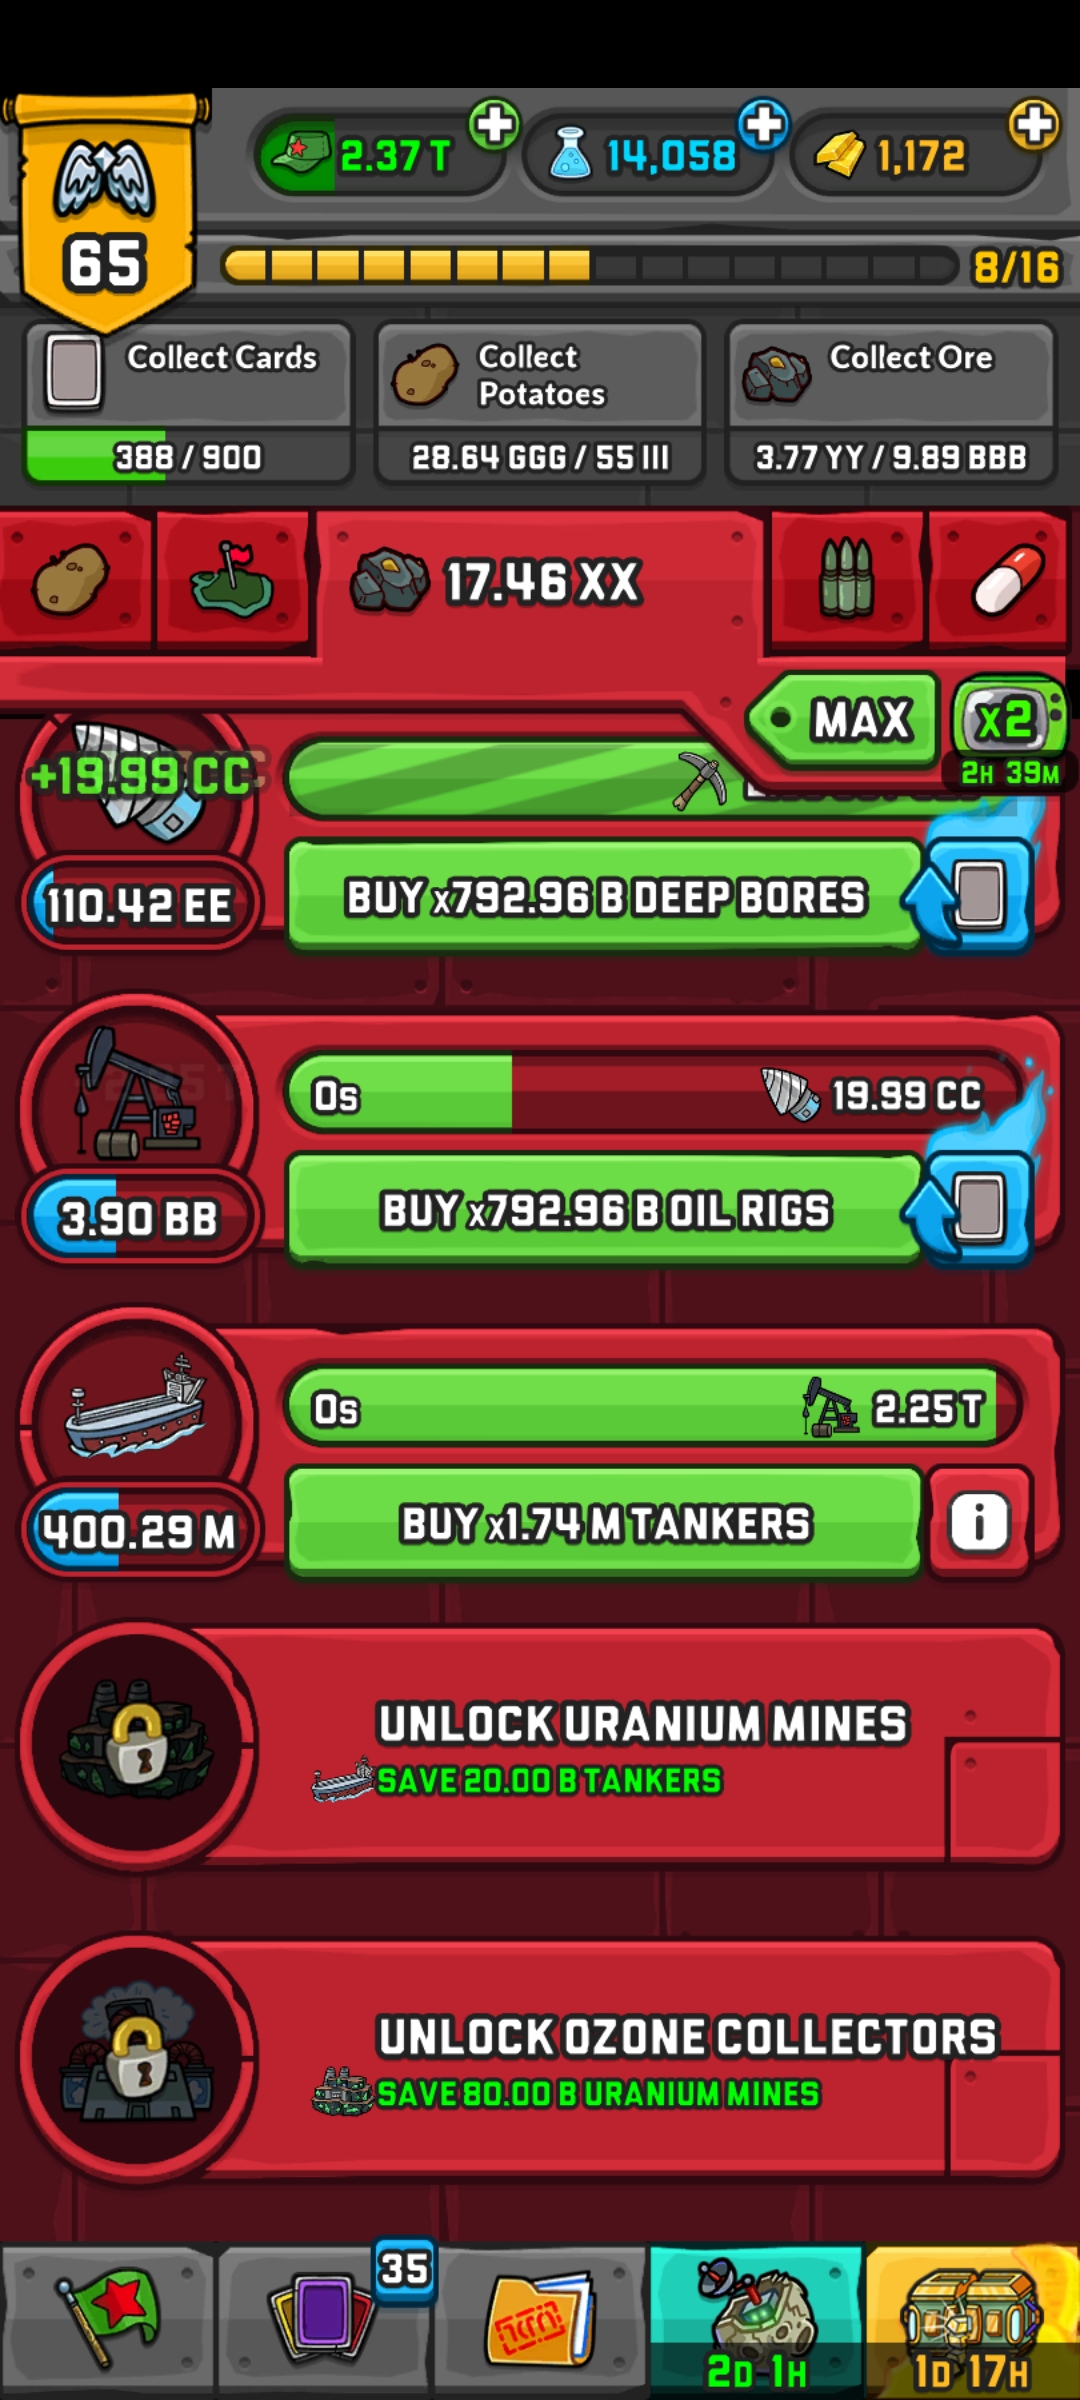 65
2.37 T
14,058
1,172
8/16
Collect Cards
388 / 900
Collect
Potatoes
28.64 GGG / 55 III
Collect Ore
3.77 YY / 9.89 BBB
17.46 XX
MAX
x2
2H 39M
+19.99 CC
110.42 EE
BUY x792.96 B DEEP BORES
0s
19.99 CC
3.90 BB
BUY x792.96 B OIL RIGS
0s
2.25 T
400.29 M
BUY x1.74 M TANKERS
i
UNLOCK URANIUM MINES
SAVE 20.00 B TANKERS
UNLOCK OZONE COLLECTORS
SAVE 80.00 B URANIUM MINES
35
2D 1H
1D 17H